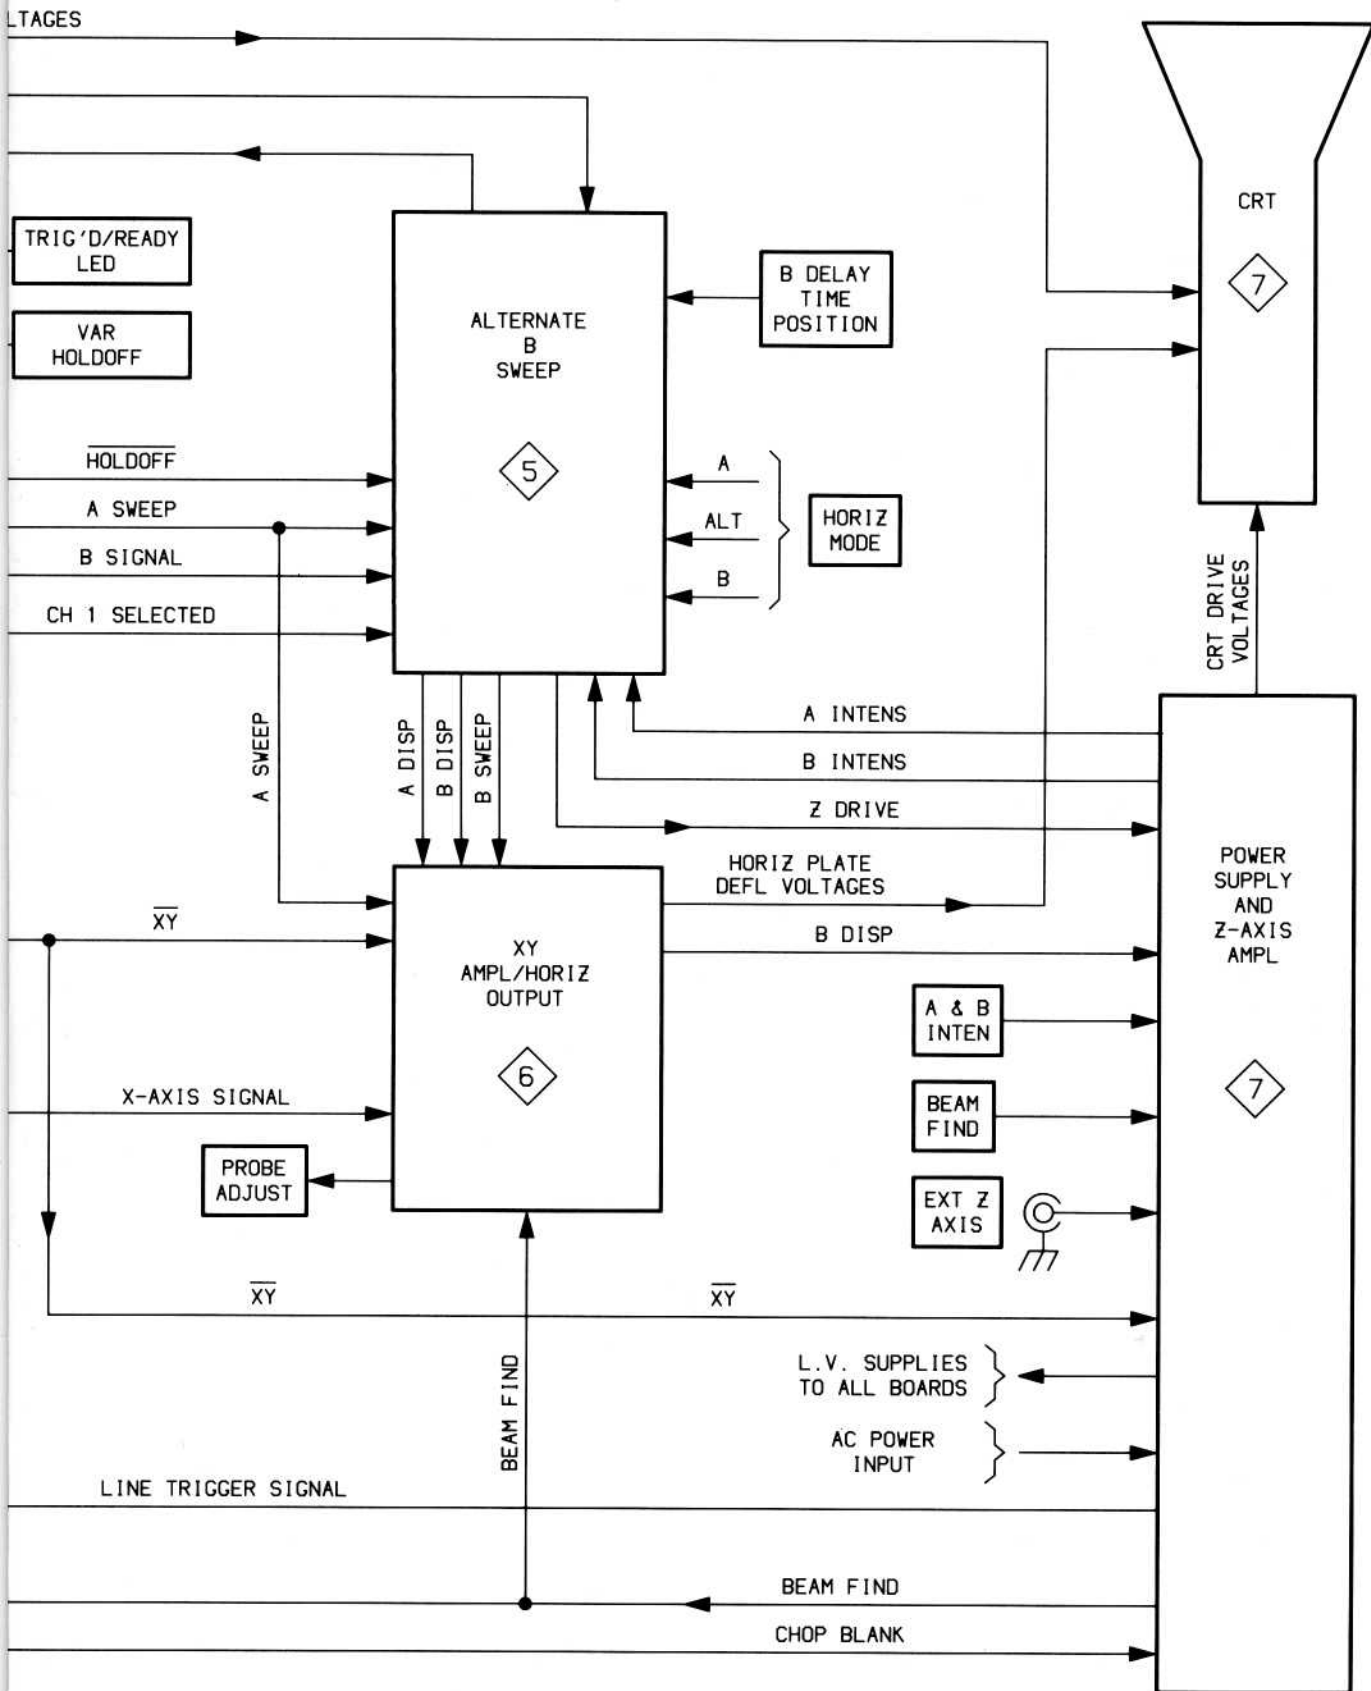 LTAGES
CRT
7
TRIG'D/READY
LED
VAR
HOLDOFF
ALTERNATE
B
SWEEP
5
B DELAY
TIME
POSITION
HOLDOFF
A SWEEP
B SIGNAL
CH 1 SELECTED
A
ALT
B
HORIZ
MODE
CRT DRIVE
VOLTAGES
A SWEEP
A DISP
B DISP
B SWEEP
A INTENS
B INTENS
Z DRIVE
HORIZ PLATE
DEFL VOLTAGES
B DISP
POWER
SUPPLY
AND
Z-AXIS
AMPL
7
XY
XY
AMPL/HORIZ
OUTPUT
6
A & B
INTEN
BEAM
FIND
EXT Z
AXIS
X-AXIS SIGNAL
PROBE
ADJUST
XY
XY
BEAM FIND
L.V. SUPPLIES
TO ALL BOARDS
AC POWER
INPUT
LINE TRIGGER SIGNAL
BEAM FIND
CHOP BLANK